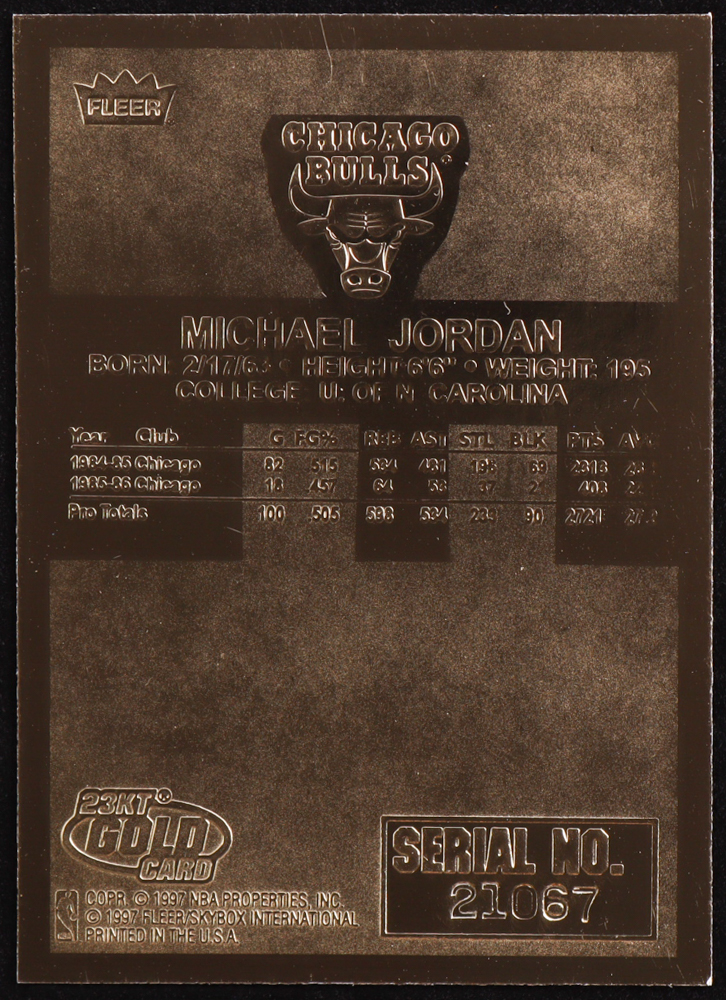 FLEER
CHICAGO
BULLS
MICHAEL JORDAN
BORN: 2/17/63 • HEIGHT: 6'6" • WEIGHT: 195
COLLEGE: U. OF N. CAROLINA
Year Club G FG% REB AST STL BLK PTS AVG
1984-85 Chicago 82 .515 534 481 196 69 2313
1985-86 Chicago 18 .457 64 53 37 21 408
Pro Totals 100 .505 598 534 233 90 2721
23KT
GOLD
CARD
COPR. © 1997 NBA PROPERTIES, INC.
© 1997 FLEER/SKYBOX INTERNATIONAL
PRINTED IN THE U.S.A.
SERIAL NO.
21067